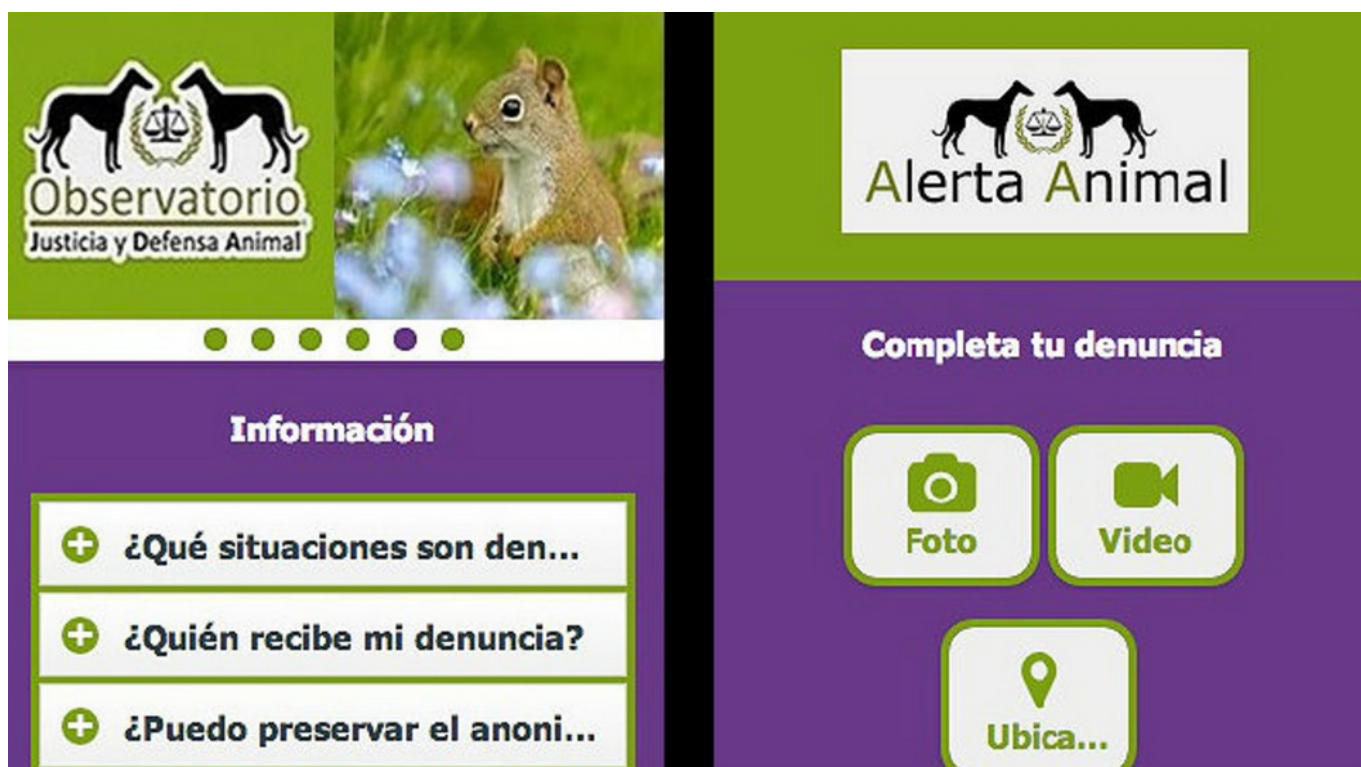 Observatorio
Justicia y Defensa Animal
Información
¿Qué situaciones son den...
¿Quién recibe mi denuncia?
¿Puedo preservar el anoni...
Alerta Animal
Completa tu denuncia
Foto
Video
Ubica...